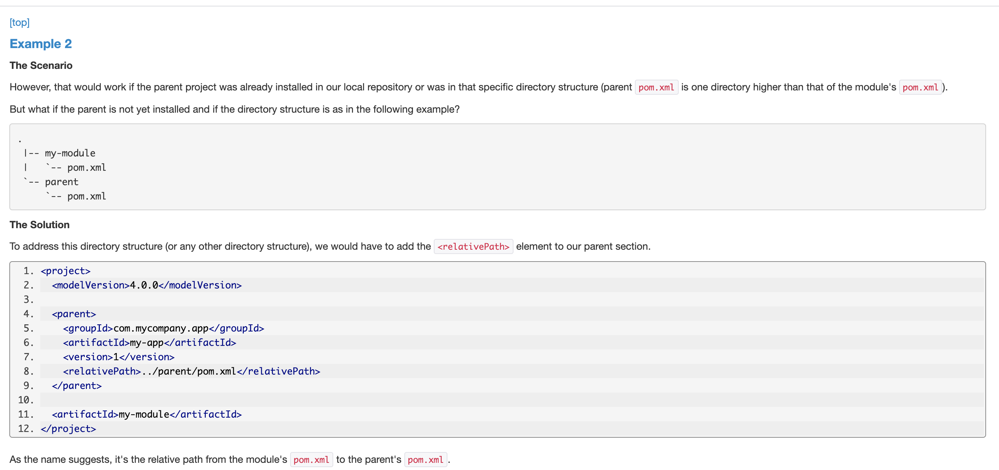 [top]
Example 2
The Scenario
However, that would work if the parent project was already installed in our local repository or was in that specific directory structure (parent pom.xml is one directory higher than that of the module's pom.xml).
But what if the parent is not yet installed and if the directory structure is as in the following example?
.
 |-- my-module
 |   `-- pom.xml
 `-- parent
     `-- pom.xml
The Solution
To address this directory structure (or any other directory structure), we would have to add the <relativePath> element to our parent section.
1. <project>
2.   <modelVersion>4.0.0</modelVersion>
3.
4.   <parent>
5.     <groupId>com.mycompany.app</groupId>
6.     <artifactId>my-app</artifactId>
7.     <version>1</version>
8.     <relativePath>../parent/pom.xml</relativePath>
9.   </parent>
10.
11.   <artifactId>my-module</artifactId>
12. </project>
As the name suggests, it's the relative path from the module's pom.xml to the parent's pom.xml.